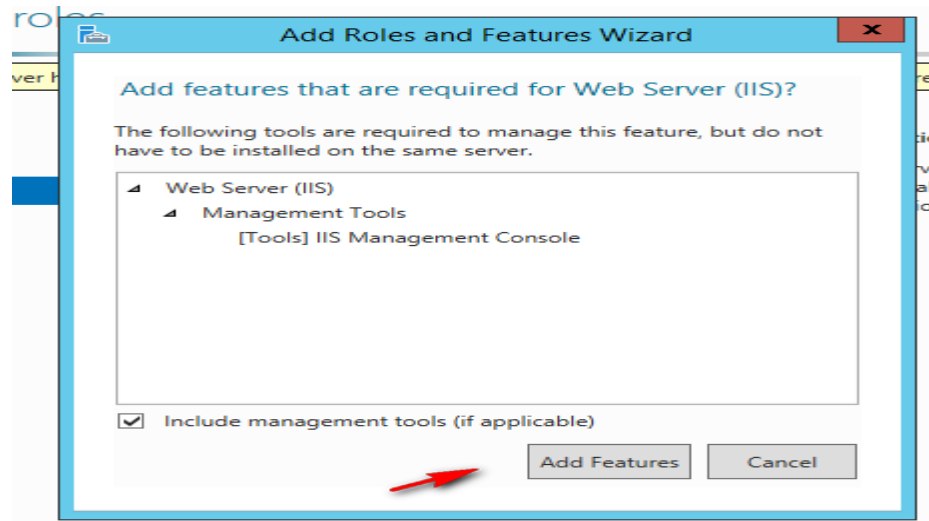 roles
Add Roles and Features Wizard
ver h
Add features that are required for Web Server (IIS)?
The following tools are required to manage this feature, but do not
have to be installed on the same server.
Web Server (IIS)
Management Tools
[Tools] IIS Management Console
Include management tools (if applicable)
Add Features
Cancel